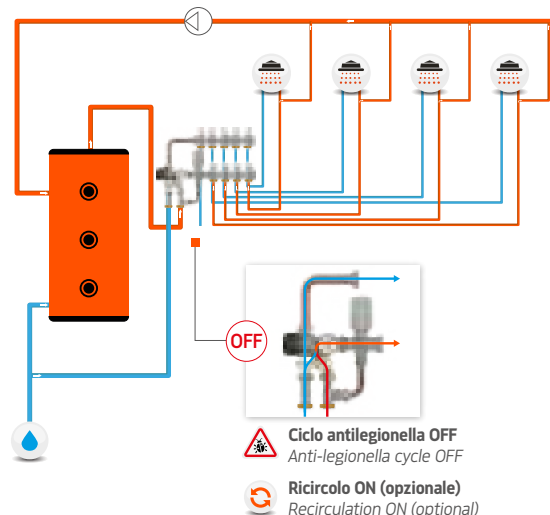 OFF
Ciclo antilegionella OFF
Anti-legionella cycle OFF
Ricircolo ON (opzionale)
Recirculation ON (optional)